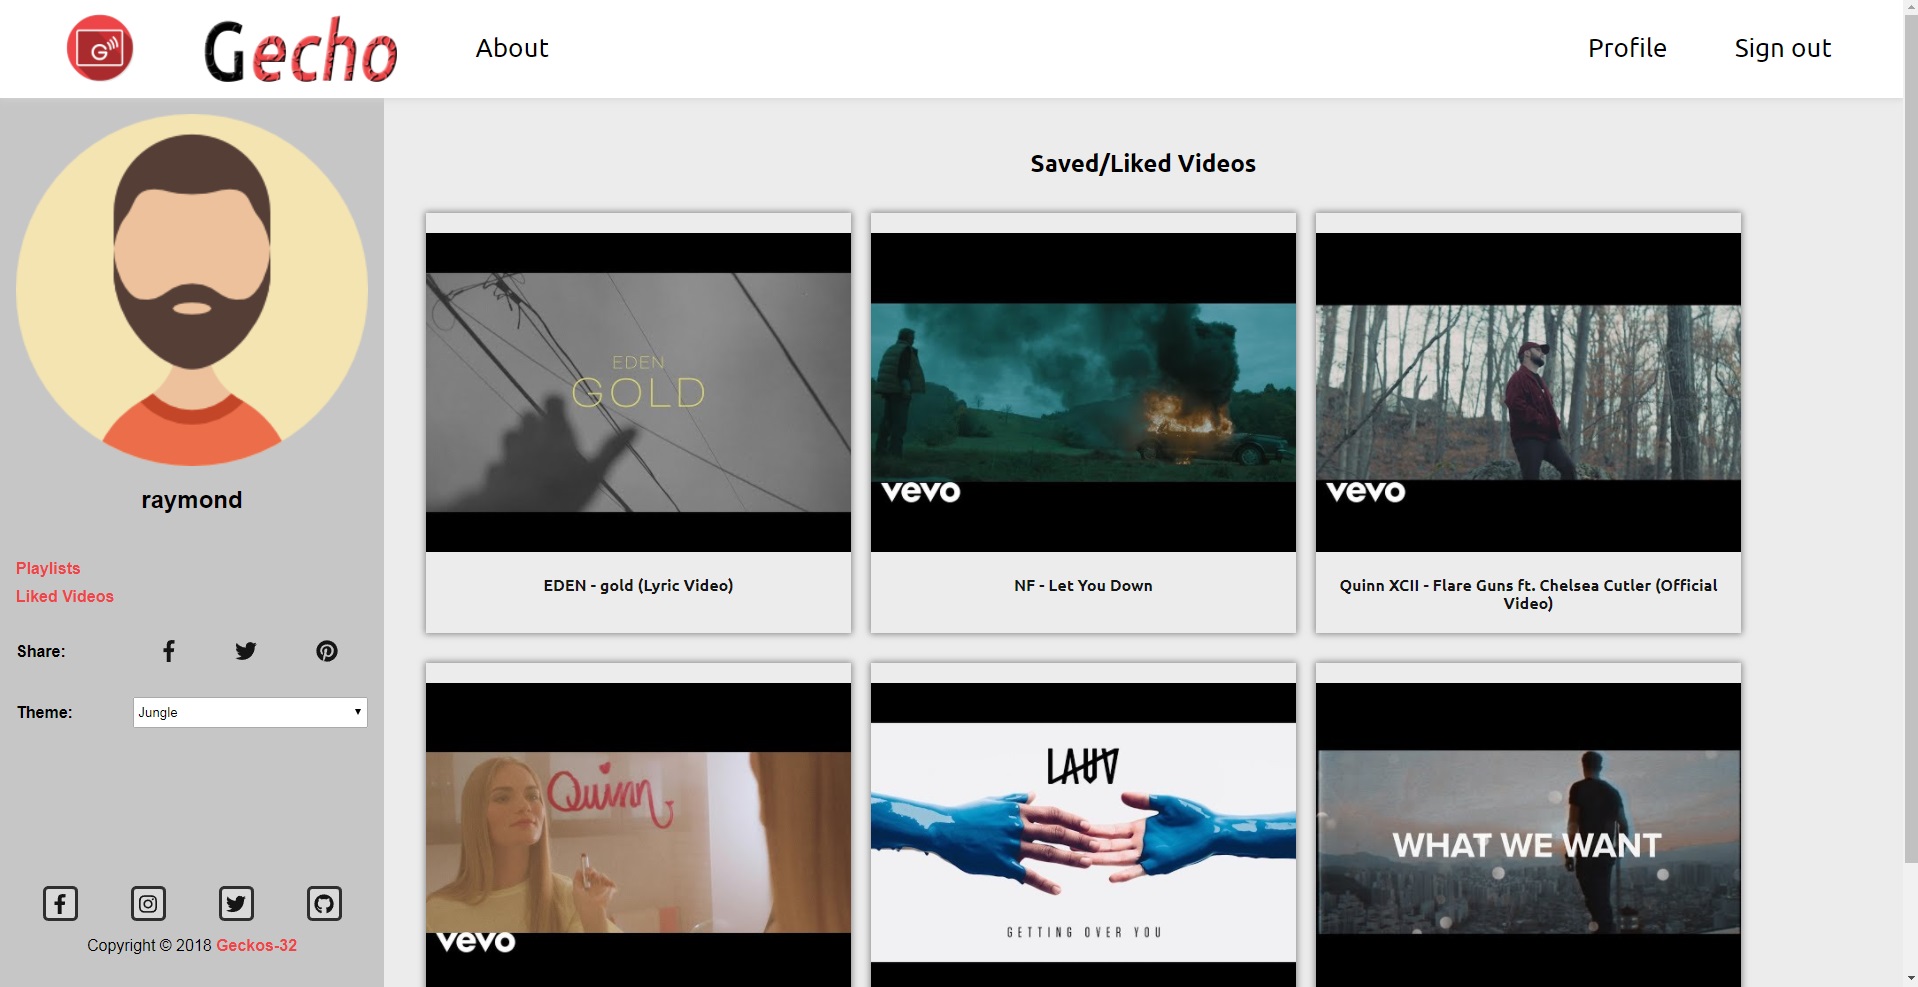 G
Gecho
About
Profile
Sign out
raymond
Playlists
Liked Videos
Share:
Theme:
Jungle
Copyright © 2018 Geckos-32
Saved/Liked Videos
EDEN
GOLD
vevo
vevo
EDEN - gold (Lyric Video)
NF - Let You Down
Quinn XCII - Flare Guns ft. Chelsea Cutler (Official
Video)
Quinn
vevo
LAUV
GETTING OVER YOU
WHAT WE WANT